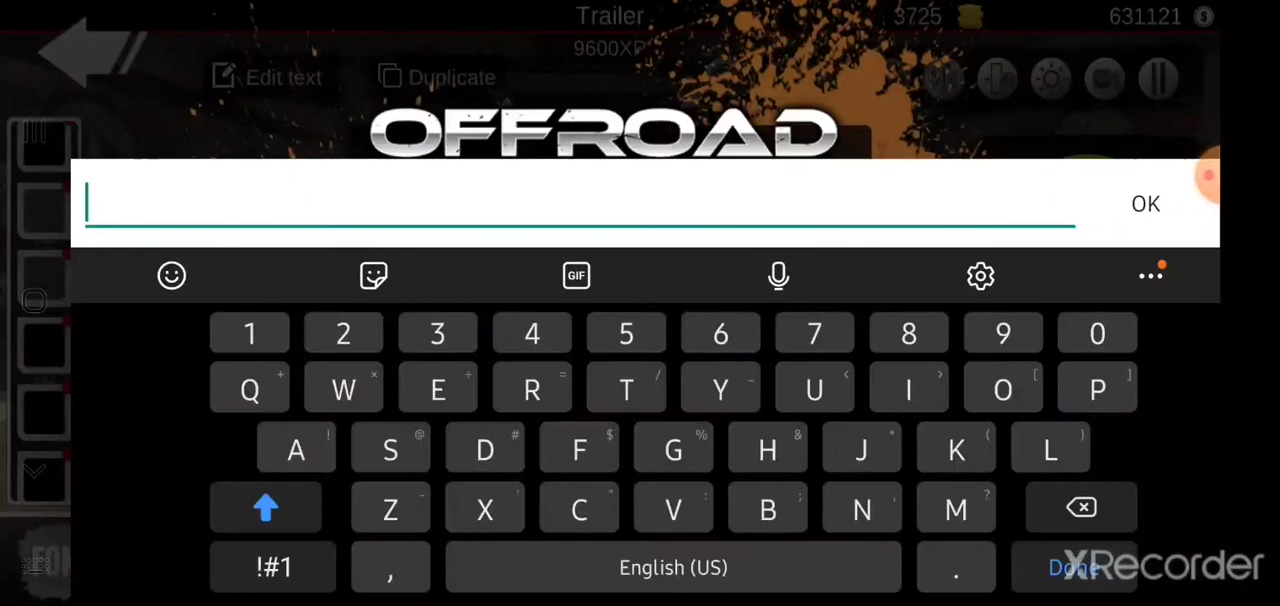 Trailer
3725
631121
9600XP
Edit text
Duplicate
OFFROAD
OK
GIF
1 2 3 4 5 6 7 8 9 0
Q + W × E ÷ R = T / Y _ U < I > O [ P ]
A ! S @ D # F $ G % H & J * K ( L )
Z - X ' C " V : B ; N , M ?
!#1 , English (US) . Done
XRecorder